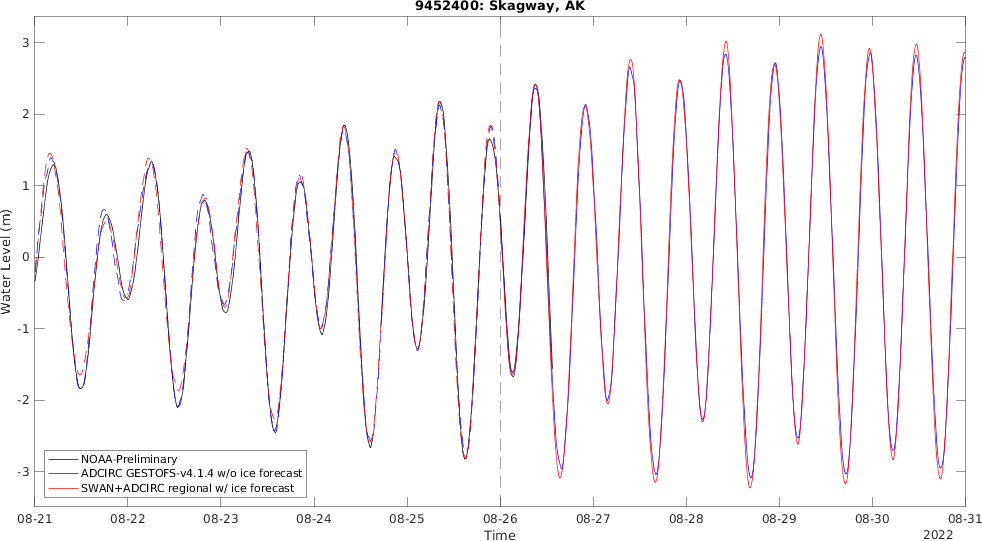 9452400: Skagway, AK
Water Level (m)
3
2
1
0
-1
-2
-3
NOAA-Preliminary
ADCIRC GESTOFS-v4.1.4 w/o ice forecast
SWAN+ADCIRC regional w/ ice forecast
08-21 08-22 08-23 08-24 08-25 08-26 08-27 08-28 08-29 08-30 08-31
Time
2022